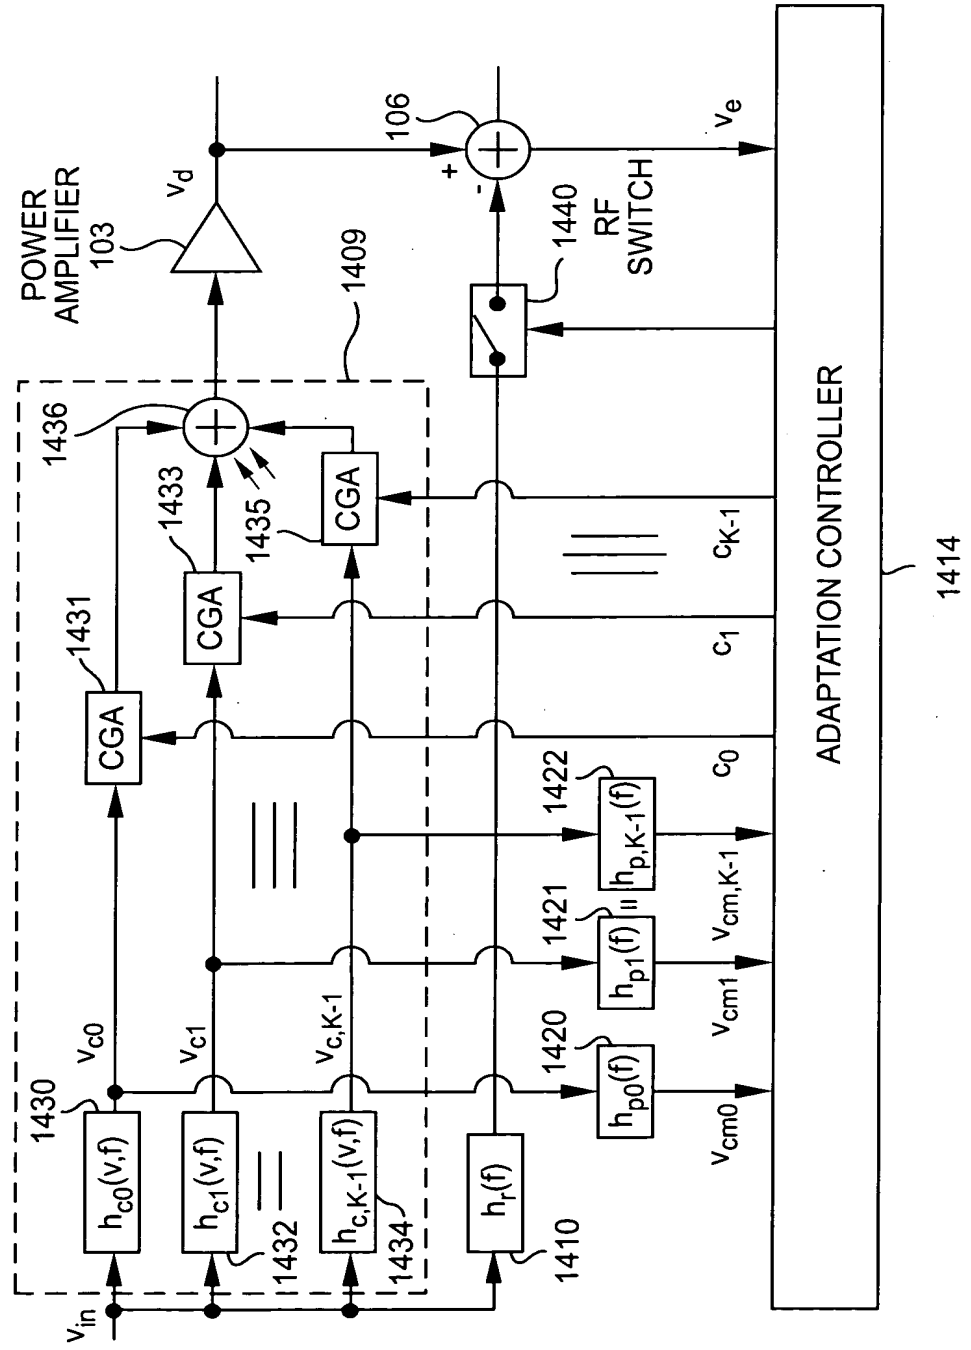 POWER
AMPLIFIER
103
v_d
1409
1436
1431
1433
CGA
CGA
1435
CGA
106
+
-
1440
RF
SWITCH
v_e
v_in
1430
h_c0(v,f)
v_c0
h_c1(v,f)
v_c1
1432
h_c,K-1(v,f)
v_c,K-1
1434
h_r(f)
1410
1420
h_p0(f)
1421
h_p1(f)
=
1422
h_p,K-1(f)
v_cm0
v_cm1
v_cm,K-1
c_0
c_1
c_K-1
ADAPTATION CONTROLLER
1414